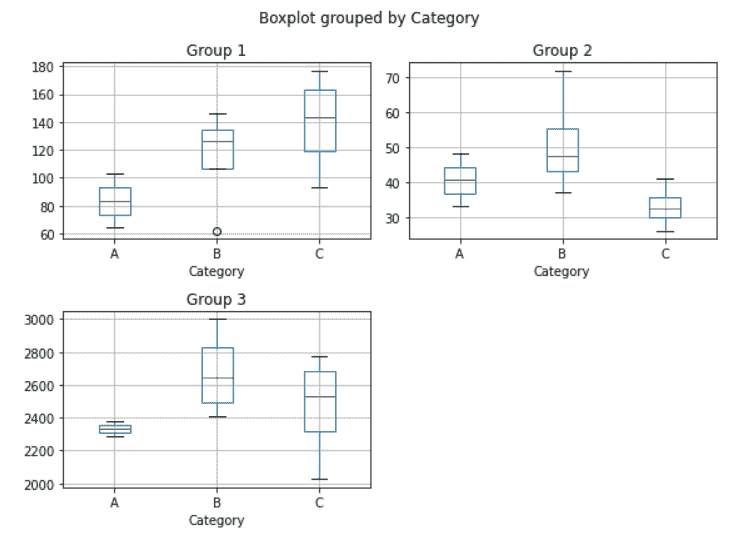 Boxplot grouped by Category
Group 1
180
160
140
120
100
80
60
A B C
Category
Group 2
70
60
50
40
30
A B C
Category
Group 3
3000
2800
2600
2400
2200
2000
A B C
Category